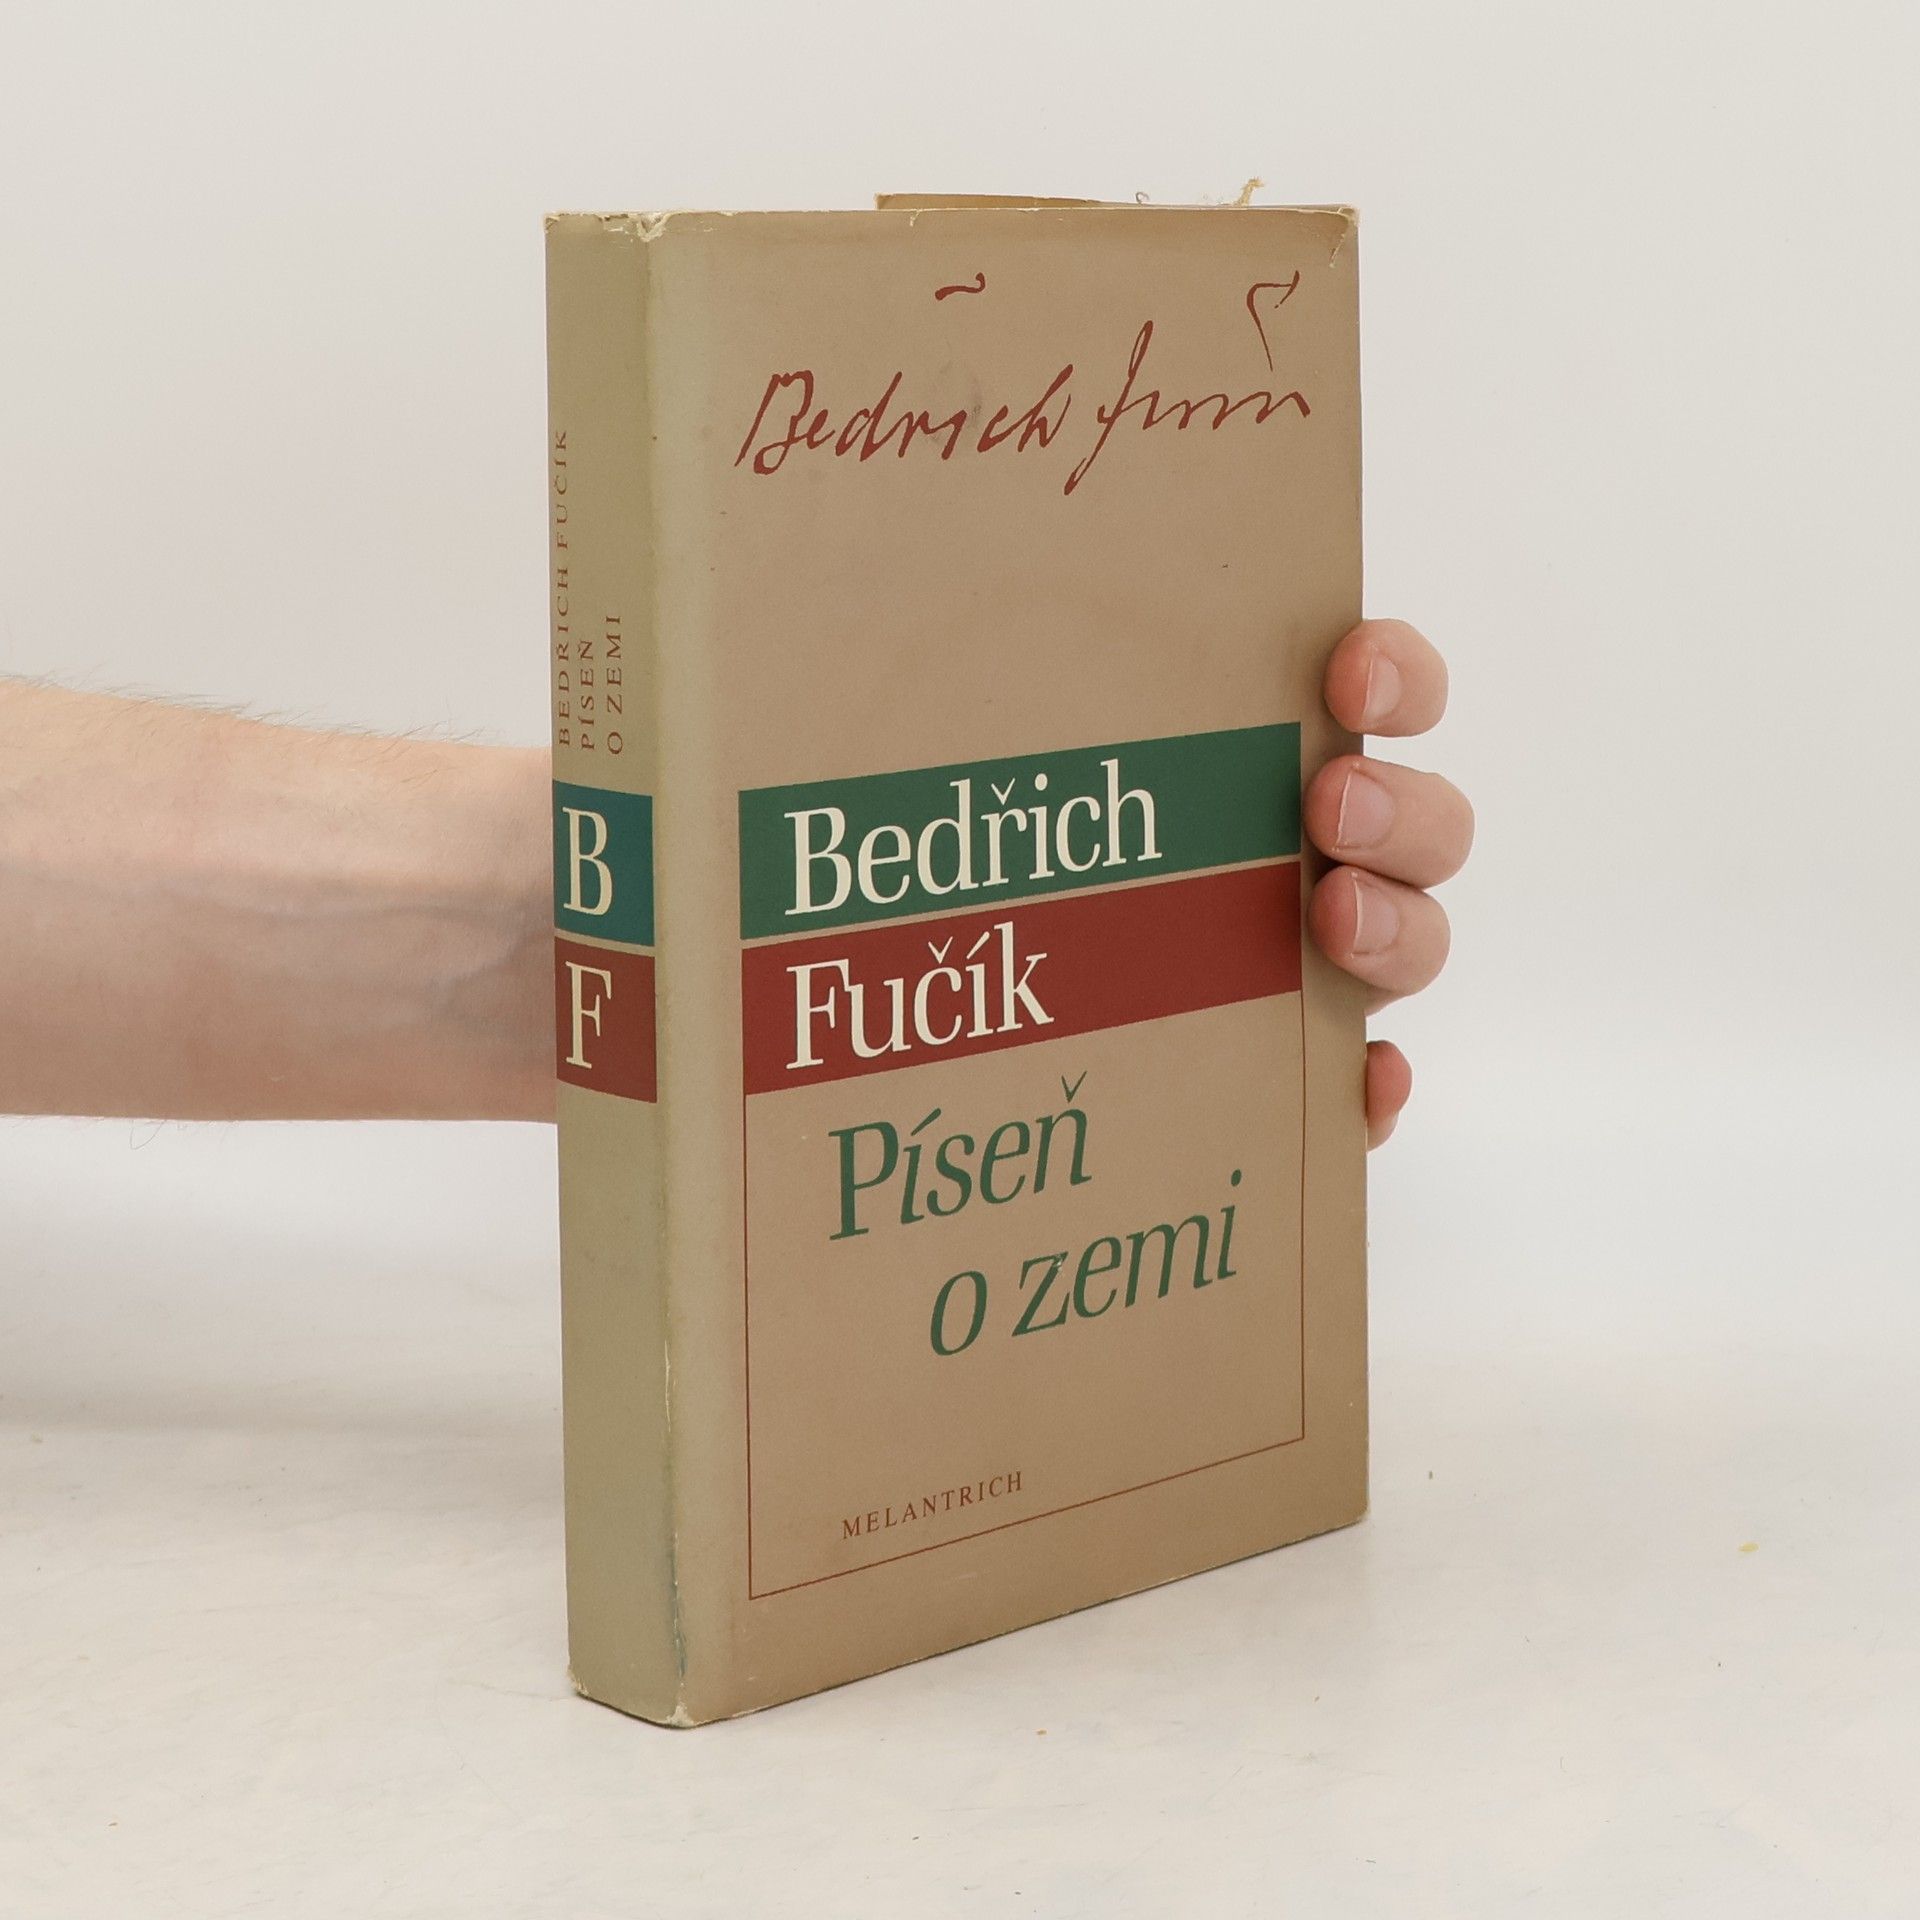 BEDŘICH FUČÍK
PÍSEŇ
O ZEMI
B
F
Bedřich Fučík
Bedřich
Fučík
Píseň
o zemi
MELANTRICH